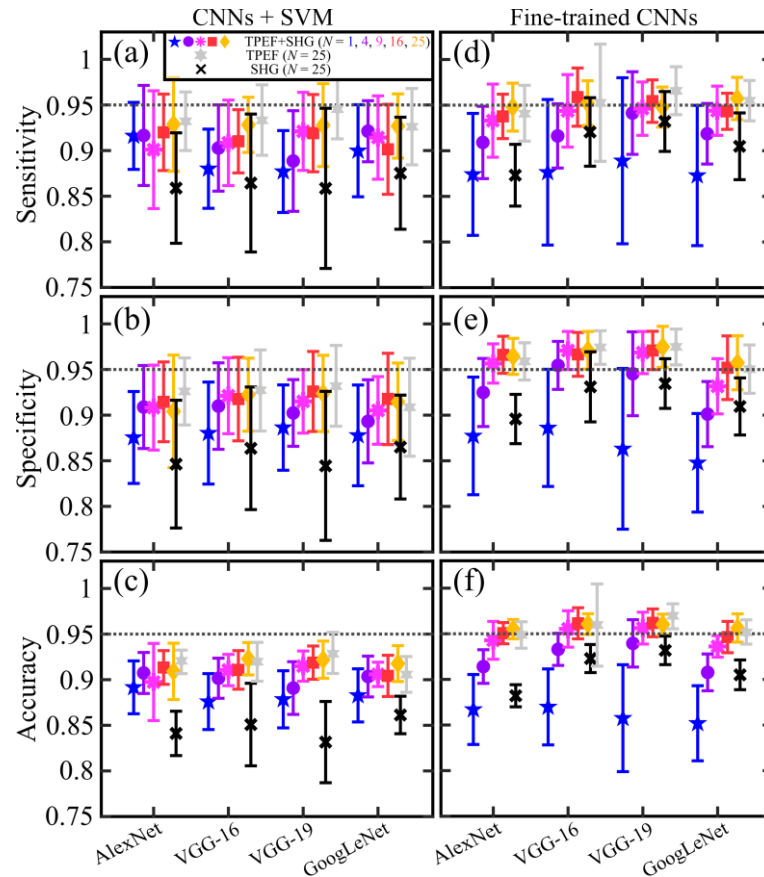 CNNs + SVM
Fine-trained CNNs
(a)
TPEF+SHG (N = 1, 4, 9, 16, 25)
TPEF (N = 25)
SHG (N = 25)
(d)
Sensitivity
1
0.95
0.9
0.85
0.8
0.75
(b)
(e)
Specificity
1
0.95
0.9
0.85
0.8
0.75
(c)
(f)
Accuracy
1
0.95
0.9
0.85
0.8
0.75
AlexNet
VGG-16
VGG-19
GoogLeNet
AlexNet
VGG-16
VGG-19
GoogLeNet